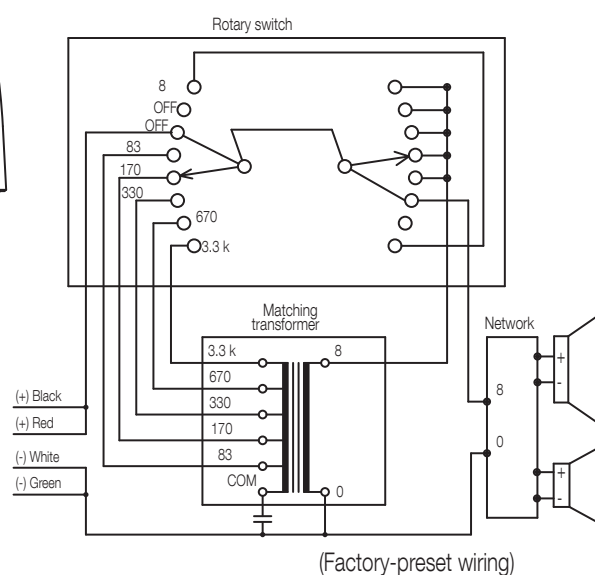 Rotary switch
8
OFF
OFF
83
170
330
670
3.3 k
Matching
transformer
3.3 k
8
670
330
170
83
COM
0
Network
+
-
8
0
+
-
(+) Black
(+) Red
(-) White
(-) Green
(Factory-preset wiring)